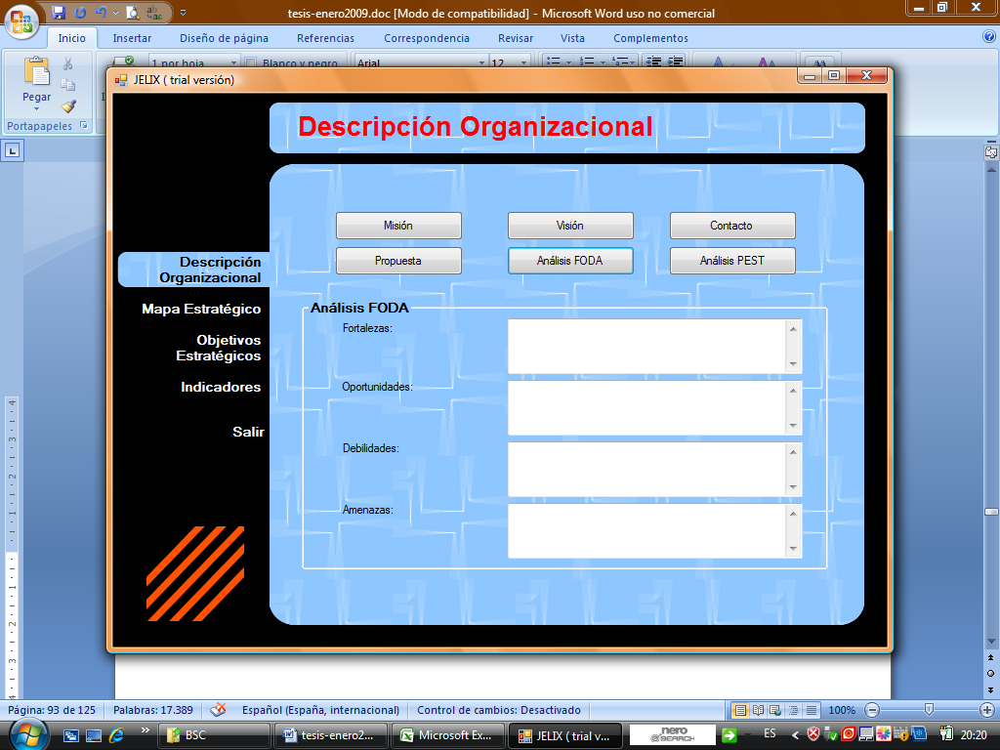 tesis-enero2009.doc [Modo de compatibilidad] - Microsoft Word uso no comercial
Inicio Insertar Diseño de página Referencias Correspondencia Revisar Vista Complementos
1 por hoja Blanco y negro Arial 12
Pegar
Portapapeles
JELIX ( trial versión)
Descripción Organizacional
Misión Visión Contacto
Propuesta Análisis FODA Análisis PEST
Descripción
Organizacional
Mapa Estratégico
Objetivos
Estratégicos
Indicadores
Salir
Análisis FODA
Fortalezas:
Oportunidades:
Debilidades:
Amenazas:
Página: 93 de 125 Palabras: 17.389 Español (España, internacional) Control de cambios: Desactivado 100%
BSC tesis-enero2... Microsoft Ex... JELIX ( trial v... nero SEARCH ES 20:20